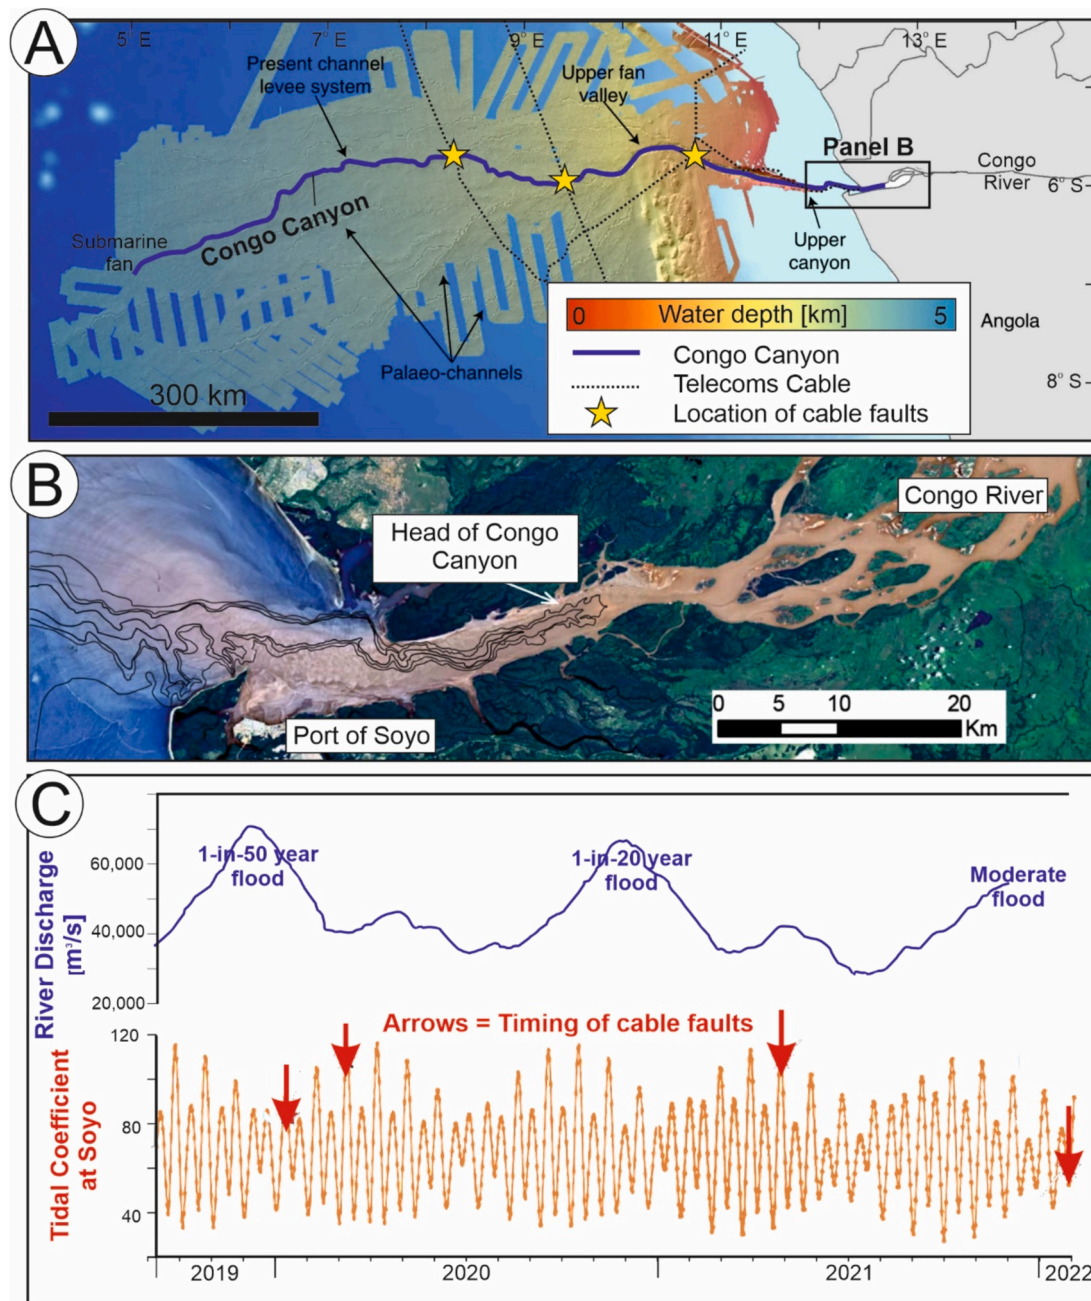 A
5° E
7° E
9° E
11° E
13° E
Present channel
levee system
Upper fan
valley
Panel B
Congo
River
6° S
Submarine
fan
Congo Canyon
Upper
canyon
Palaeo-channels
300 km
0 Water depth [km] 5
Congo Canyon
Telecoms Cable
Location of cable faults
Angola
8° S
B
Congo River
Head of Congo
Canyon
Port of Soyo
0 5 10 20
Km
C
River Discharge
[m³/s]
60,000
40,000
20,000
1-in-50 year
flood
1-in-20 year
flood
Moderate
flood
Arrows = Timing of cable faults
Tidal Coefficient
at Soyo
120
80
40
2019
2020
2021
2022